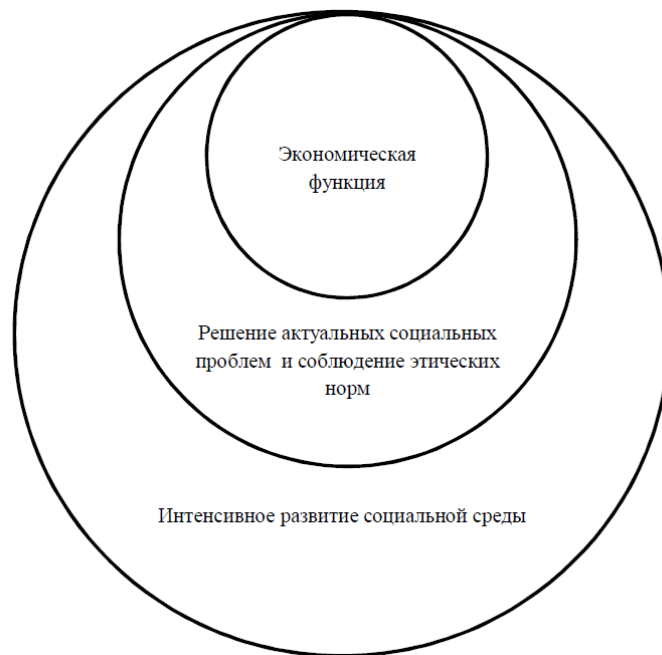 Экономическая
функция
Решение актуальных социальных
проблем  и соблюдение этических
норм
Интенсивное развитие социальной среды